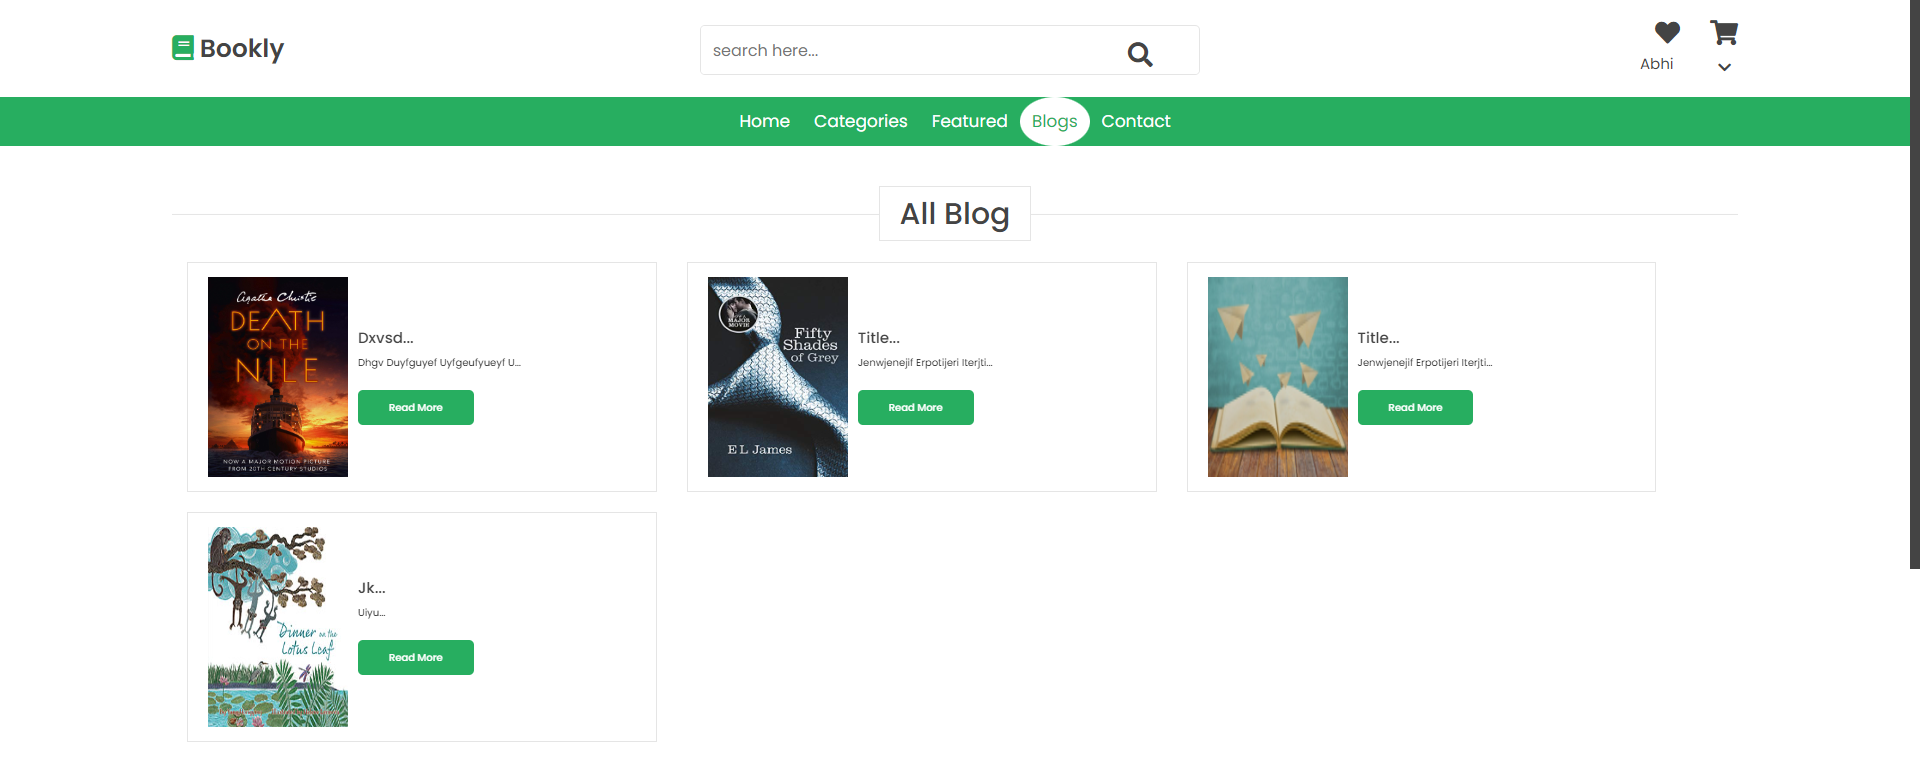 Bookly
search here...
Abhi
Home Categories Featured Blogs Contact
All Blog
Agatha Christie
DEATH
ON THE
NILE
NOW A MAJOR MOTION PICTURE
FROM 20TH CENTURY STUDIOS
Dxvsd...
Dhgv Duyfguyef Uyfgeufyueyf U...
Read More
MAJOR
MOVIE
Fifty
Shades
of Grey
E L James
Title...
Jenwjenejif Erpotijeri Iterjti...
Read More
Title...
Jenwjenejif Erpotijeri Iterjti...
Read More
Dinner on the
Lotus Leaf
Jk...
Uiyu...
Read More